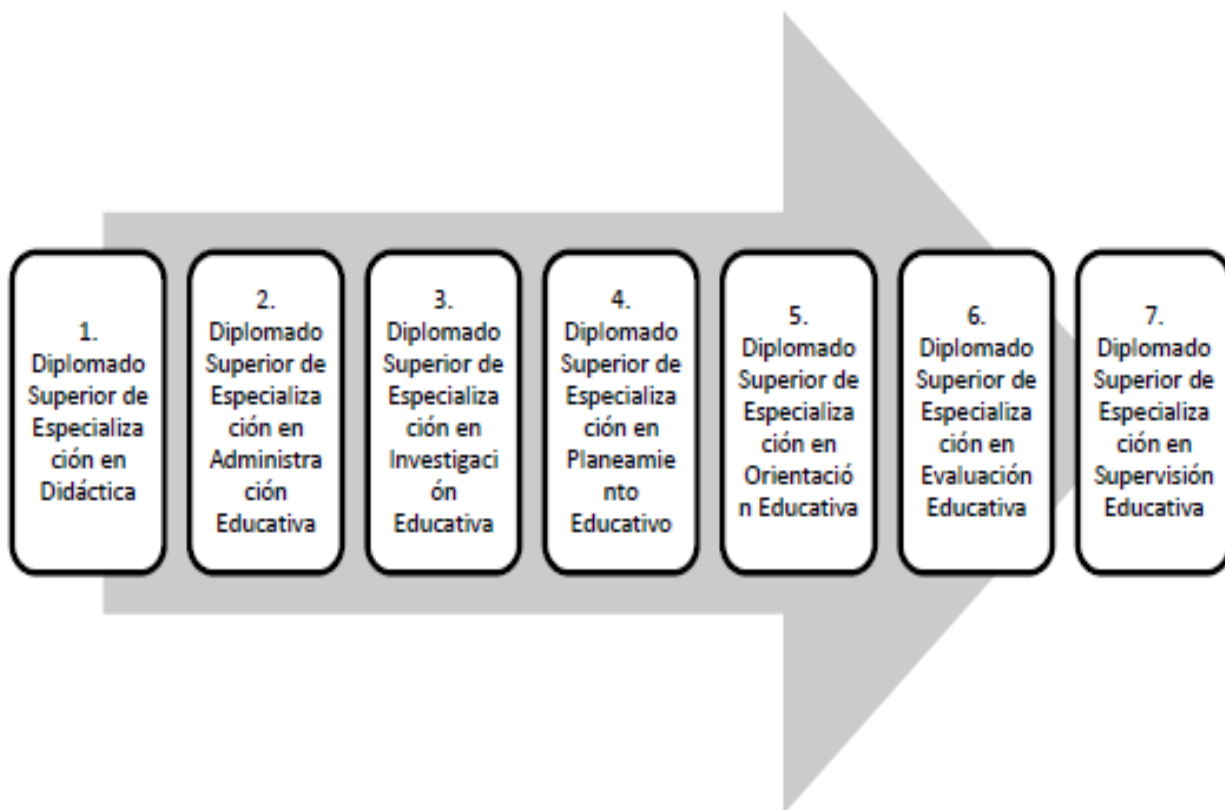 1.
Diplomado
Superior de
Especializa
ción en
Didáctica
2.
Diplomado
Superior de
Especializa
ción en
Administra
ción
Educativa
3.
Diplomado
Superior de
Especializa
ción en
Investigaci
ón
Educativa
4.
Diplomado
Superior de
Especializa
ción en
Planeamie
nto
Educativo
5.
Diplomado
Superior de
Especializa
ción en
Orientació
n Educativa
6.
Diplomado
Superior de
Especializa
ción en
Evaluación
Educativa
7.
Diplomado
Superior de
Especializa
ción en
Supervisión
Educativa